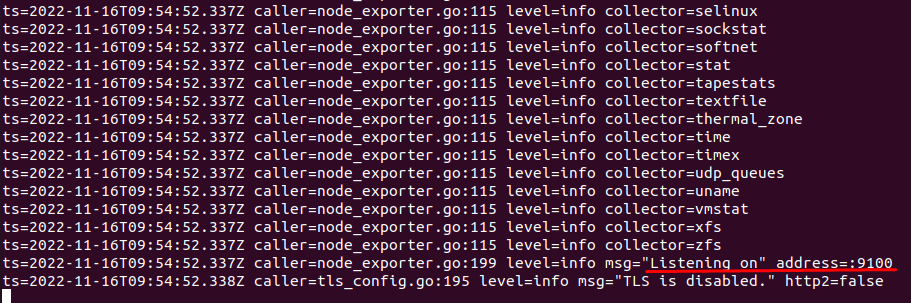 ts=2022-11-16T09:54:52.337Z caller=node_exporter.go:115 level=info collector=selinux
ts=2022-11-16T09:54:52.337Z caller=node_exporter.go:115 level=info collector=sockstat
ts=2022-11-16T09:54:52.337Z caller=node_exporter.go:115 level=info collector=softnet
ts=2022-11-16T09:54:52.337Z caller=node_exporter.go:115 level=info collector=stat
ts=2022-11-16T09:54:52.337Z caller=node_exporter.go:115 level=info collector=tapestats
ts=2022-11-16T09:54:52.337Z caller=node_exporter.go:115 level=info collector=textfile
ts=2022-11-16T09:54:52.337Z caller=node_exporter.go:115 level=info collector=thermal_zone
ts=2022-11-16T09:54:52.337Z caller=node_exporter.go:115 level=info collector=time
ts=2022-11-16T09:54:52.337Z caller=node_exporter.go:115 level=info collector=timex
ts=2022-11-16T09:54:52.337Z caller=node_exporter.go:115 level=info collector=udp_queues
ts=2022-11-16T09:54:52.337Z caller=node_exporter.go:115 level=info collector=uname
ts=2022-11-16T09:54:52.337Z caller=node_exporter.go:115 level=info collector=vmstat
ts=2022-11-16T09:54:52.337Z caller=node_exporter.go:115 level=info collector=xfs
ts=2022-11-16T09:54:52.337Z caller=node_exporter.go:115 level=info collector=zfs
ts=2022-11-16T09:54:52.337Z caller=node_exporter.go:199 level=info msg="Listening on" address=:9100
ts=2022-11-16T09:54:52.338Z caller=tls_config.go:195 level=info msg="TLS is disabled." http2=false